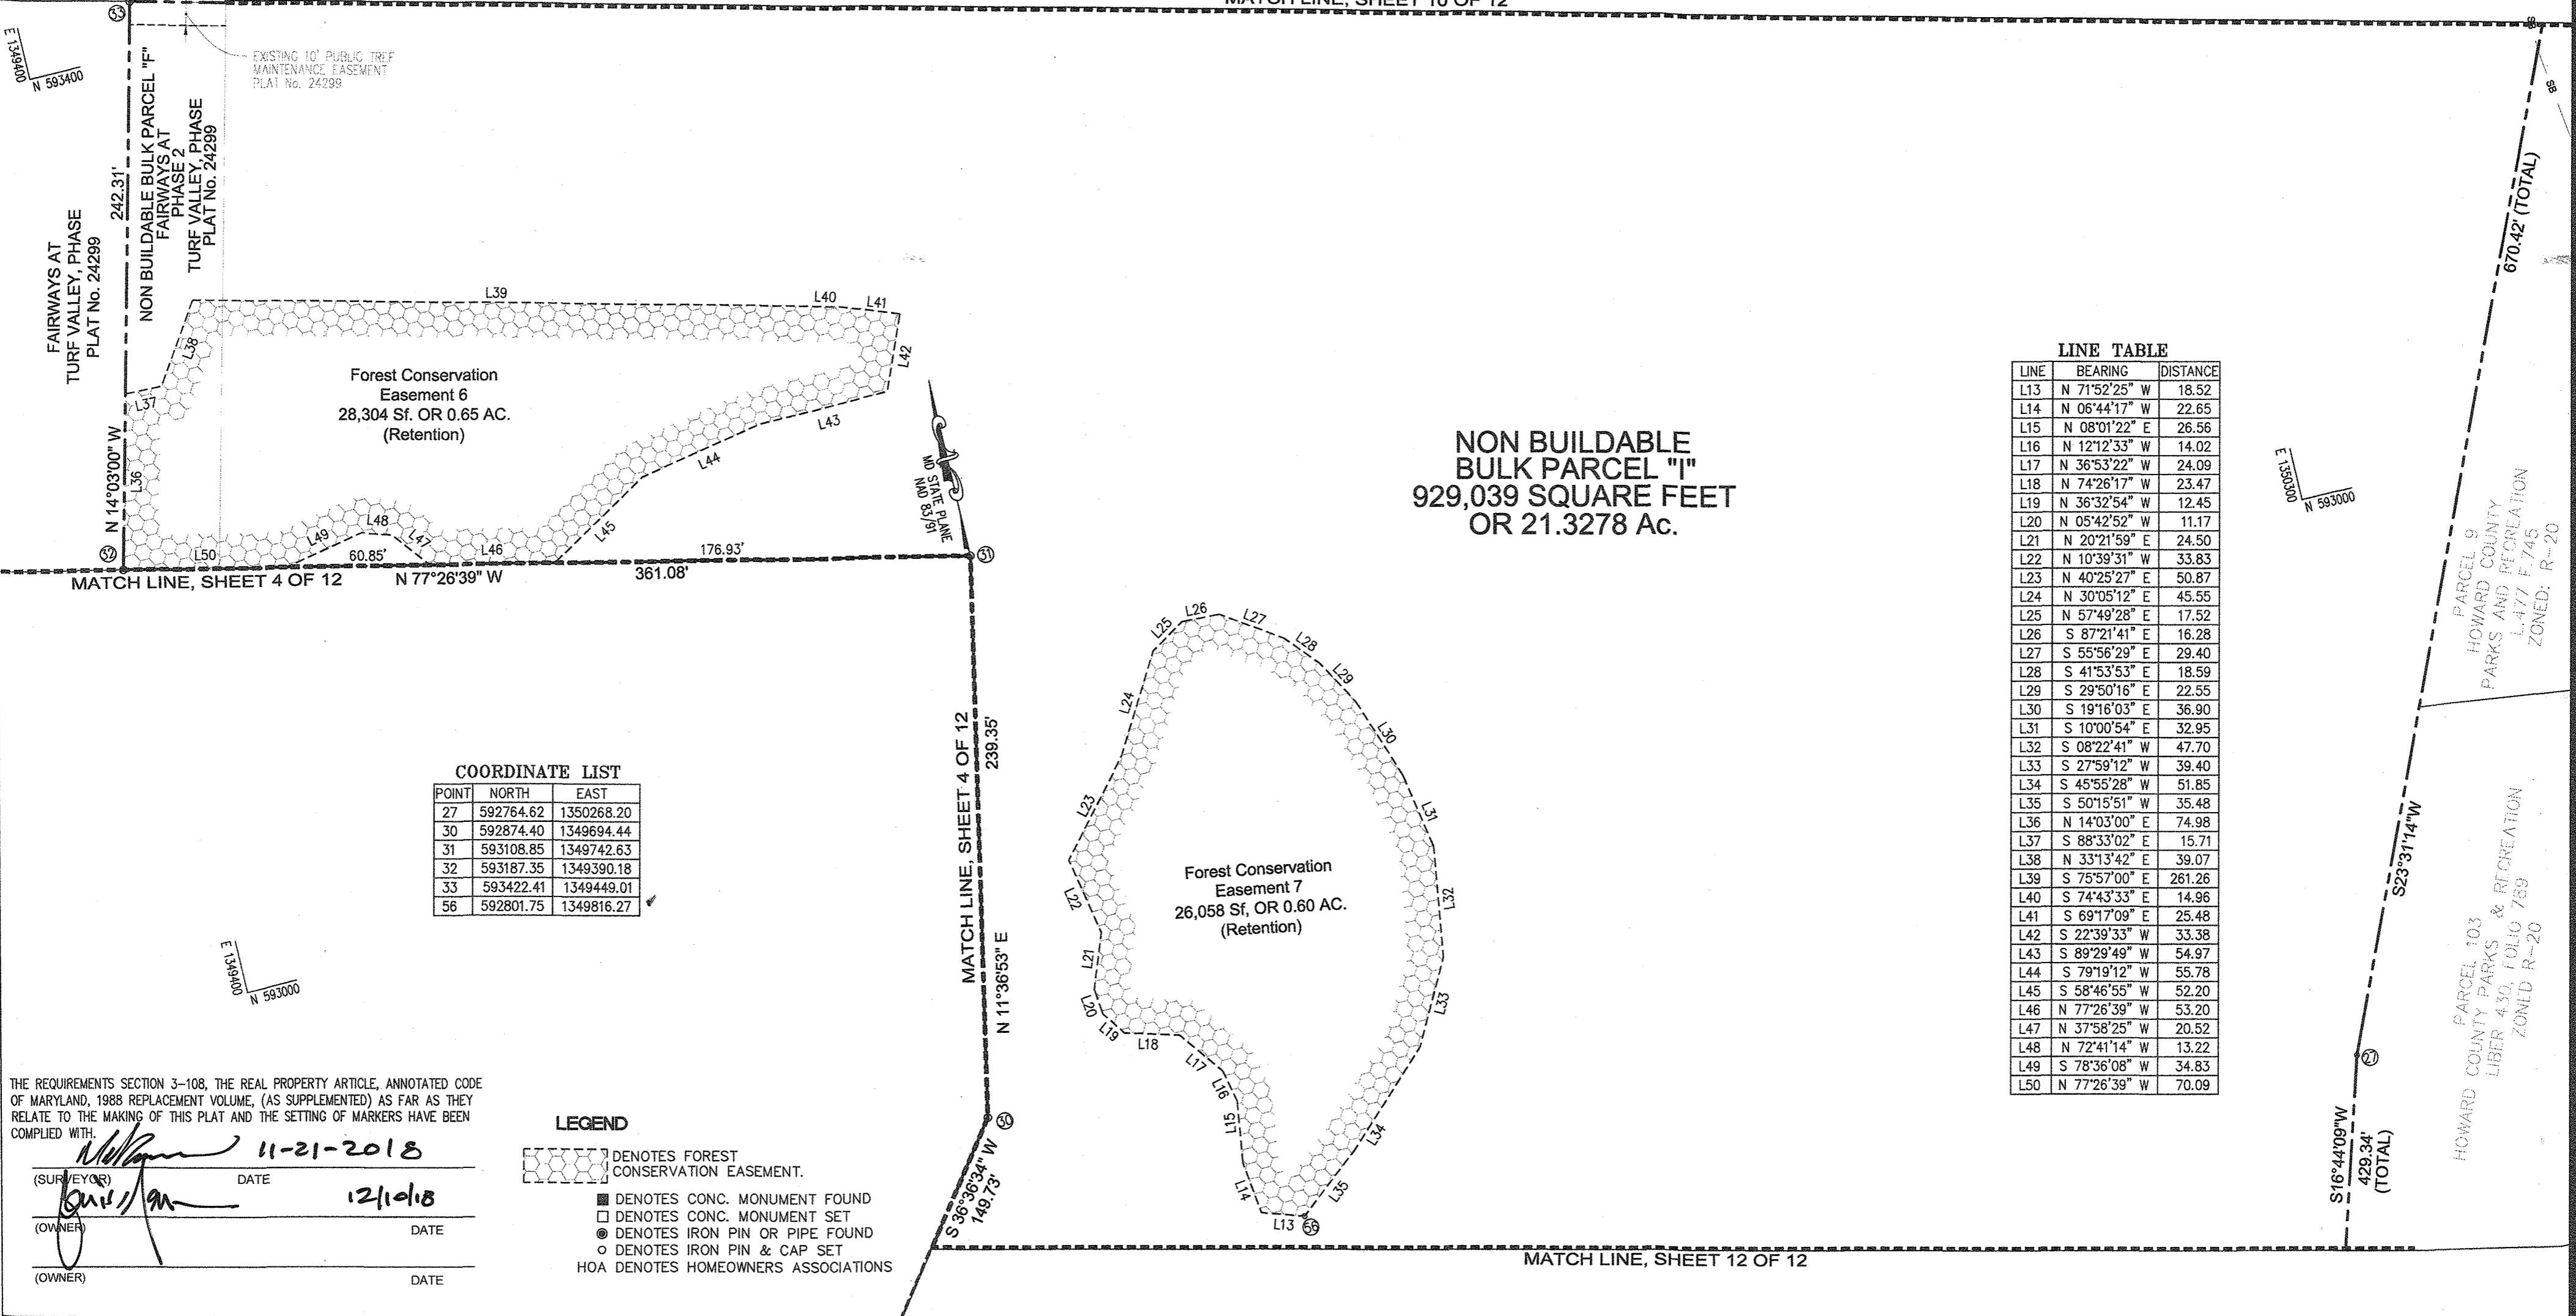 MATCH LINE, SHEET 10 OF 12
33
E 1349400
N 593400
EXISTING 10' PUBLIC TREE
MAINTENANCE EASEMENT
PLAT No. 24299
242.31'
NON BUILDABLE BULK PARCEL "F"
FAIRWAYS AT
PHASE 2
TURF VALLEY, PHASE
PLAT No. 24299
FAIRWAYS AT
TURF VALLEY, PHASE
PLAT No. 24299
N 14°03'00" W
L39
L40
L41
L38
L42
L37
L36
Forest Conservation
Easement 6
28,304 Sf. OR 0.65 AC.
(Retention)
L43
L44
L45
L46
L47
L48
L49
L50
60.85'
176.93'
32
31
MATCH LINE, SHEET 4 OF 12
N 77°26'39" W
361.08'
MD STATE PLANE
NAD 83/91
NON BUILDABLE
BULK PARCEL "I"
929,039 SQUARE FEET
OR 21.3278 Ac.
MATCH LINE, SHEET 4 OF 12
239.35'
N 11°36'53" E
30
S 36°36'34" W
149.73'
COORDINATE LIST
POINT NORTH EAST
27 592764.62 1350268.20
30 592874.40 1349694.44
31 593108.85 1349742.63
32 593187.35 1349390.18
33 593422.41 1349449.01
56 592801.75 1349816.27
E 1349400
N 593000
L26
L25
L27
L28
L29
L24
L30
L23
L31
L22
L32
L21
L33
L20
L19
L18
L17
L16
L15
L34
L14
L35
L13
56
Forest Conservation
Easement 7
26,058 Sf, OR 0.60 AC.
(Retention)
LINE TABLE
LINE BEARING DISTANCE
L13 N 71°52'25" W 18.52
L14 N 06°44'17" W 22.65
L15 N 08°01'22" E 26.56
L16 N 12°12'33" W 14.02
L17 N 36°53'22" W 24.09
L18 N 74°26'17" W 23.47
L19 N 36°32'54" W 12.45
L20 N 05°42'52" W 11.17
L21 N 20°21'59" E 24.50
L22 N 10°39'31" W 33.83
L23 N 40°25'27" E 50.87
L24 N 30°05'12" E 45.55
L25 N 57°49'28" E 17.52
L26 S 87°21'41" E 16.28
L27 S 55°56'29" E 29.40
L28 S 41°53'53" E 18.59
L29 S 29°50'16" E 22.55
L30 S 19°16'03" E 36.90
L31 S 10°00'54" E 32.95
L32 S 08°22'41" W 47.70
L33 S 27°59'12" W 39.40
L34 S 45°55'28" W 51.85
L35 S 50°15'51" W 35.48
L36 N 14°03'00" E 74.98
L37 S 88°33'02" E 15.71
L38 N 33°13'42" E 39.07
L39 S 75°57'00" E 261.26
L40 S 74°43'33" E 14.96
L41 S 69°17'09" E 25.48
L42 S 22°39'33" W 33.38
L43 S 89°29'49" W 54.97
L44 S 79°19'12" W 55.78
L45 S 58°46'55" W 52.20
L46 N 77°26'39" W 53.20
L47 N 37°58'25" W 20.52
L48 N 72°41'14" W 13.22
L49 S 78°36'08" W 34.83
L50 N 77°26'39" W 70.09
E 1350300
N 593000
SB
SB
670.42' (TOTAL)
PARCEL 9
HOWARD COUNTY
PARKS AND RECREATION
L.477 F.745
ZONED: R-20
S23°31'14"W
PARCEL 103
HOWARD COUNTY PARKS & RECREATION
LIBER 430, FOLIO 789
ZONED R-20
27
S16°44'09"W
429.34'
(TOTAL)
MATCH LINE, SHEET 12 OF 12
THE REQUIREMENTS SECTION 3-108, THE REAL PROPERTY ARTICLE, ANNOTATED CODE
OF MARYLAND, 1988 REPLACEMENT VOLUME, (AS SUPPLEMENTED) AS FAR AS THEY
RELATE TO THE MAKING OF THIS PLAT AND THE SETTING OF MARKERS HAVE BEEN
COMPLIED WITH.
11-21-2018
(SURVEYOR) DATE
12/10/18
(OWNER) DATE
(OWNER) DATE
LEGEND
DENOTES FOREST
CONSERVATION EASEMENT.
DENOTES CONC. MONUMENT FOUND
DENOTES CONC. MONUMENT SET
DENOTES IRON PIN OR PIPE FOUND
DENOTES IRON PIN & CAP SET
HOA DENOTES HOMEOWNERS ASSOCIATIONS